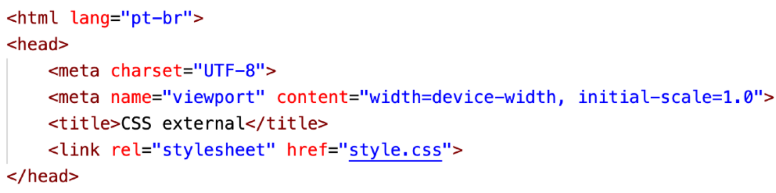 <html lang="pt-br">
<head>
    <meta charset="UTF-8">
    <meta name="viewport" content="width=device-width, initial-scale=1.0">
    <title>CSS external</title>
    <link rel="stylesheet" href="style.css">
</head>